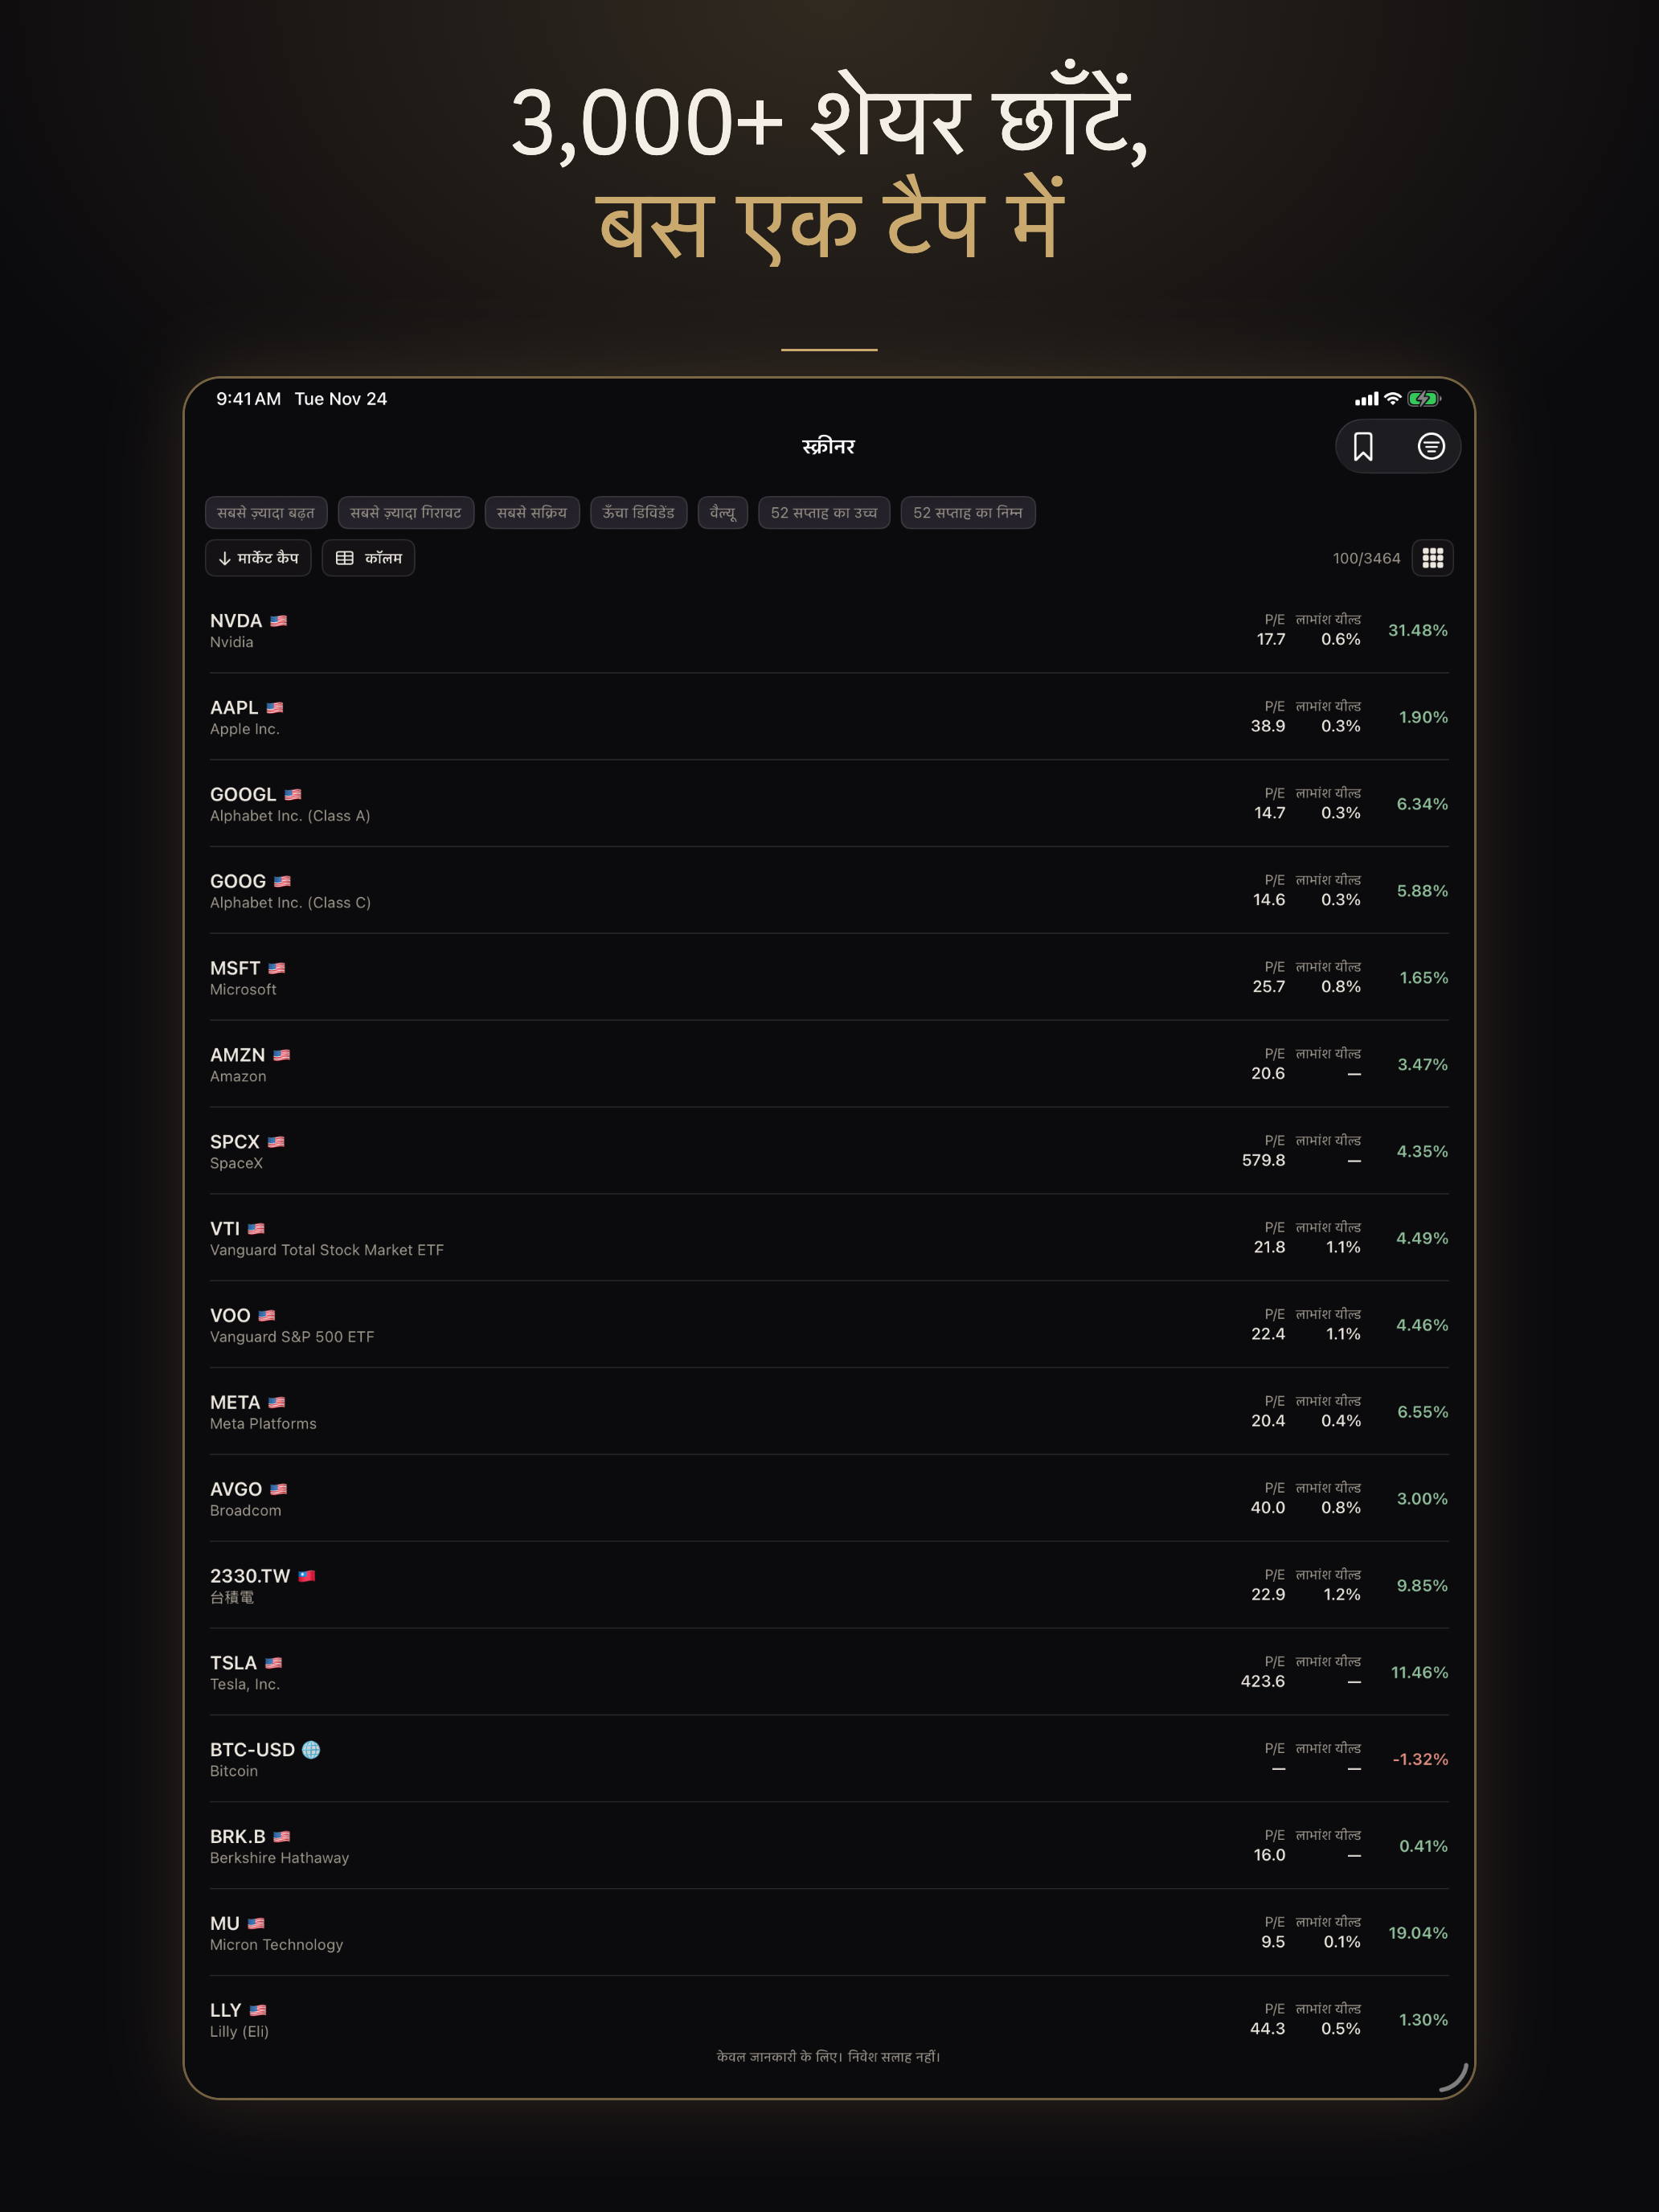 3,000+ शेयर छाँटें,
बस एक टैप में
9:41 AM Tue Nov 24
स्क्रीनर
सबसे ज़्यादा बढ़त सबसे ज़्यादा गिरावट सबसे सक्रिय ऊँचा डिविडेंड वैल्यू 52 सप्ताह का उच्च 52 सप्ताह का निम्न
↓ मार्केट कैप कॉलम 100/3464
NVDA 🇺🇸 P/E लाभांश यील्ड
Nvidia 17.7 0.6% 31.48%
AAPL 🇺🇸 P/E लाभांश यील्ड
Apple Inc. 38.9 0.3% 1.90%
GOOGL 🇺🇸 P/E लाभांश यील्ड
Alphabet Inc. (Class A) 14.7 0.3% 6.34%
GOOG 🇺🇸 P/E लाभांश यील्ड
Alphabet Inc. (Class C) 14.6 0.3% 5.88%
MSFT 🇺🇸 P/E लाभांश यील्ड
Microsoft 25.7 0.8% 1.65%
AMZN 🇺🇸 P/E लाभांश यील्ड
Amazon 20.6 — 3.47%
SPCX 🇺🇸 P/E लाभांश यील्ड
SpaceX 579.8 — 4.35%
VTI 🇺🇸 P/E लाभांश यील्ड
Vanguard Total Stock Market ETF 21.8 1.1% 4.49%
VOO 🇺🇸 P/E लाभांश यील्ड
Vanguard S&P 500 ETF 22.4 1.1% 4.46%
META 🇺🇸 P/E लाभांश यील्ड
Meta Platforms 20.4 0.4% 6.55%
AVGO 🇺🇸 P/E लाभांश यील्ड
Broadcom 40.0 0.8% 3.00%
2330.TW 🇹🇼 P/E लाभांश यील्ड
台積電 22.9 1.2% 9.85%
TSLA 🇺🇸 P/E लाभांश यील्ड
Tesla, Inc. 423.6 — 11.46%
BTC-USD 🌐 P/E लाभांश यील्ड
Bitcoin — — -1.32%
BRK.B 🇺🇸 P/E लाभांश यील्ड
Berkshire Hathaway 16.0 — 0.41%
MU 🇺🇸 P/E लाभांश यील्ड
Micron Technology 9.5 0.1% 19.04%
LLY 🇺🇸 P/E लाभांश यील्ड
Lilly (Eli) 44.3 0.5% 1.30%
केवल जानकारी के लिए। निवेश सलाह नहीं।